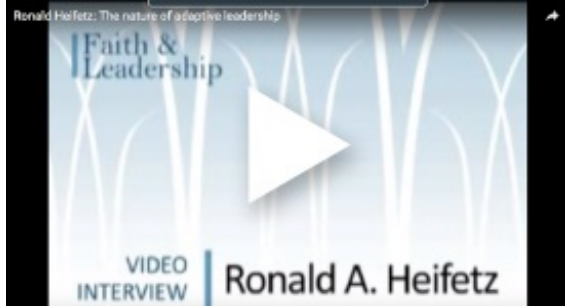 Ronald Heifetz: The nature of adaptive leadership
Faith &
Leadership
VIDEO
INTERVIEW
Ronald A. Heifetz